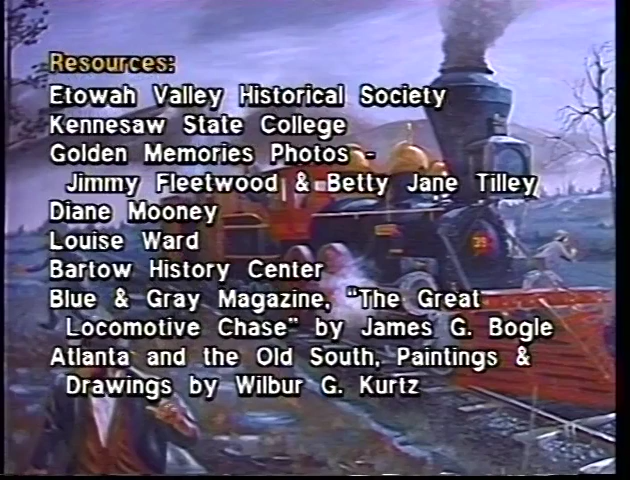 Resources:
Etowah Valley Historical Society
Kennesaw State College
Golden Memories Photos -
Jimmy Fleetwood & Betty Jane Tilley
Diane Mooney
Louise Ward
Bartow History Center
Blue & Gray Magazine, "The Great
Locomotive Chase" by James G. Bogle
Atlanta and the Old South, Paintings &
Drawings by Wilbur G. Kurtz
39